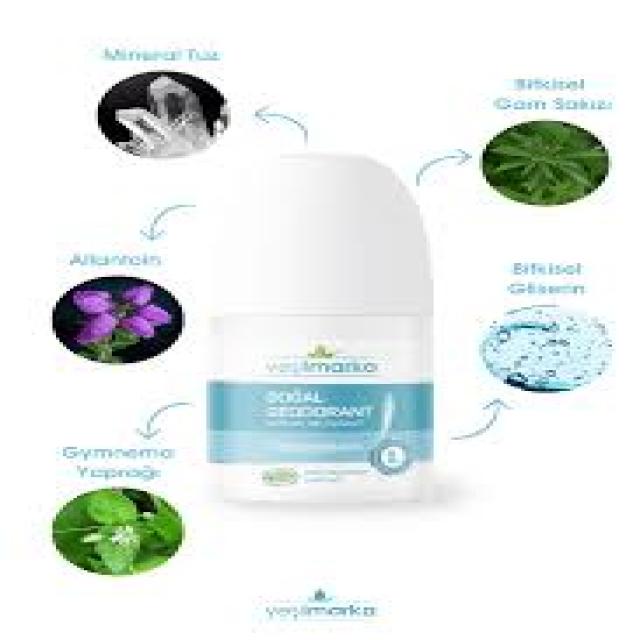 Mineral Tuz
Bitkisel
Gam Sakızı
Allantoin
Bitkisel
Gliserin
yeşilmarka
DOĞAL
DEODORANT
Gymnema
Yaprağı
yeşilmarka